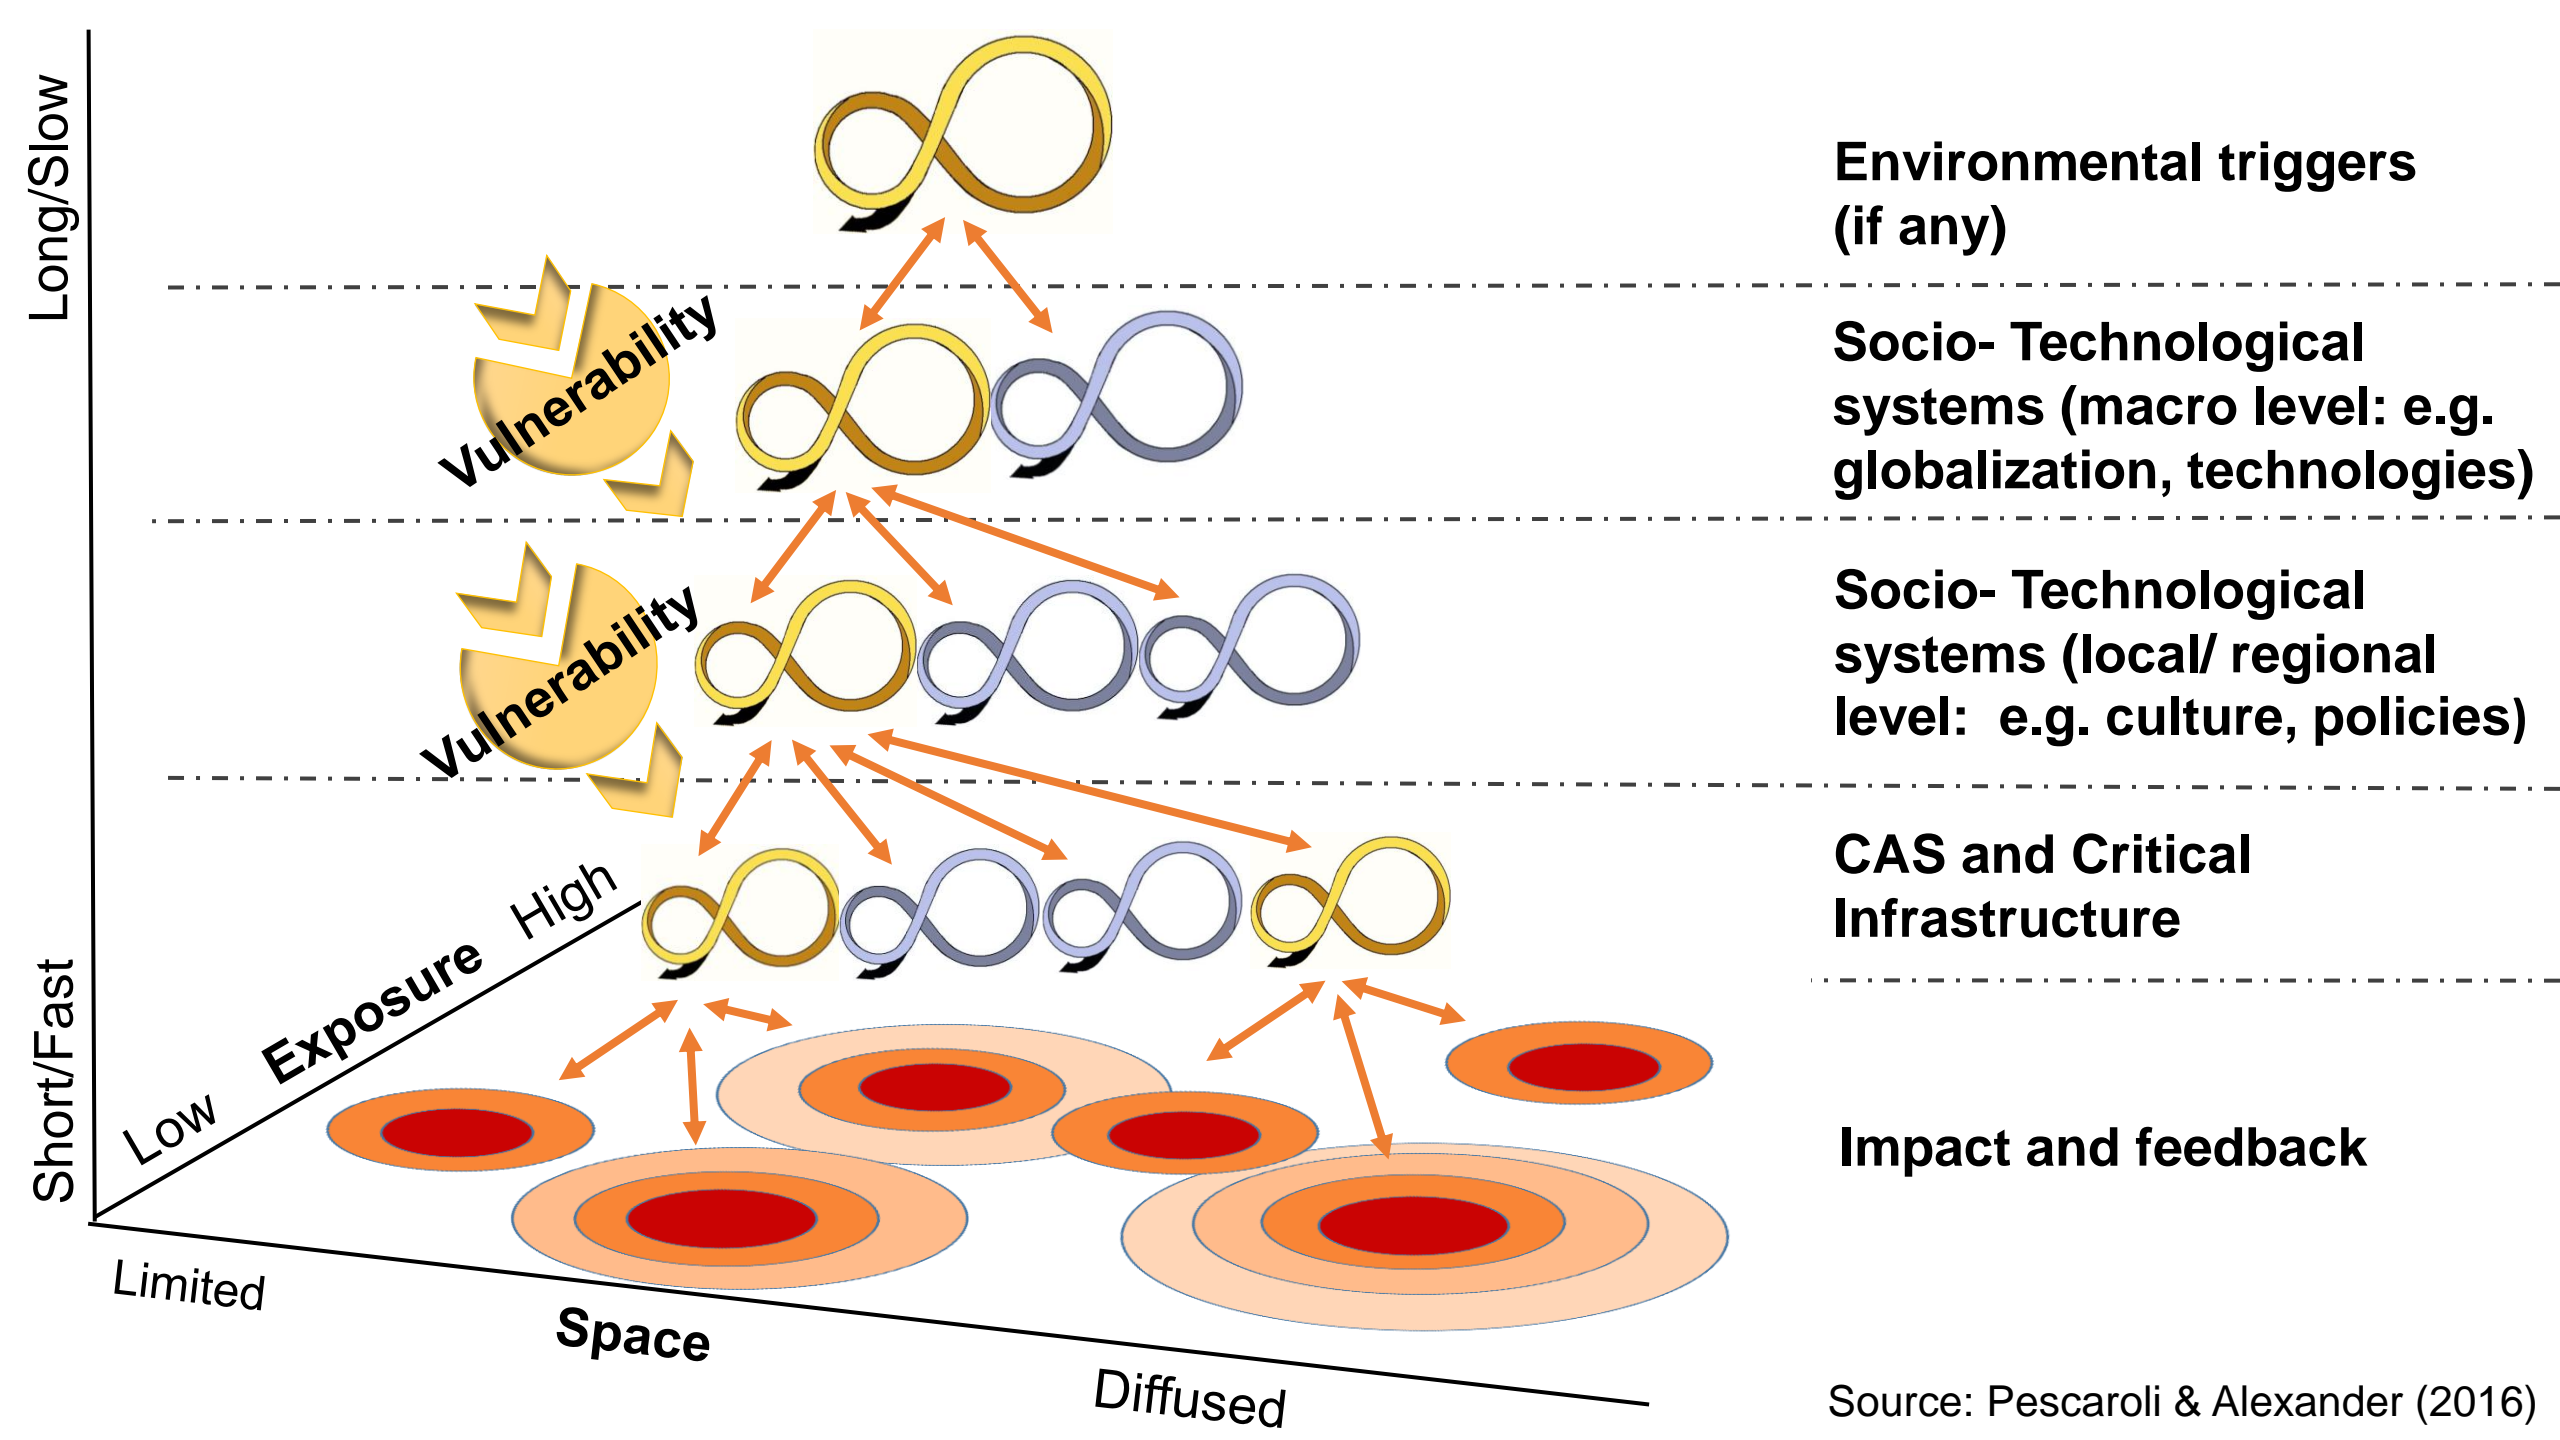 Long/Slow
Environmental triggers
(if any)
Vulnerability
Socio- Technological
systems (macro level: e.g.
globalization, technologies)
Vulnerability
Socio- Technological
systems (local/ regional
level:  e.g. culture, policies)
High
Exposure
Low
CAS and Critical
Infrastructure
Short/Fast
Impact and feedback
Limited
Space
Diffused
Source: Pescaroli & Alexander (2016)